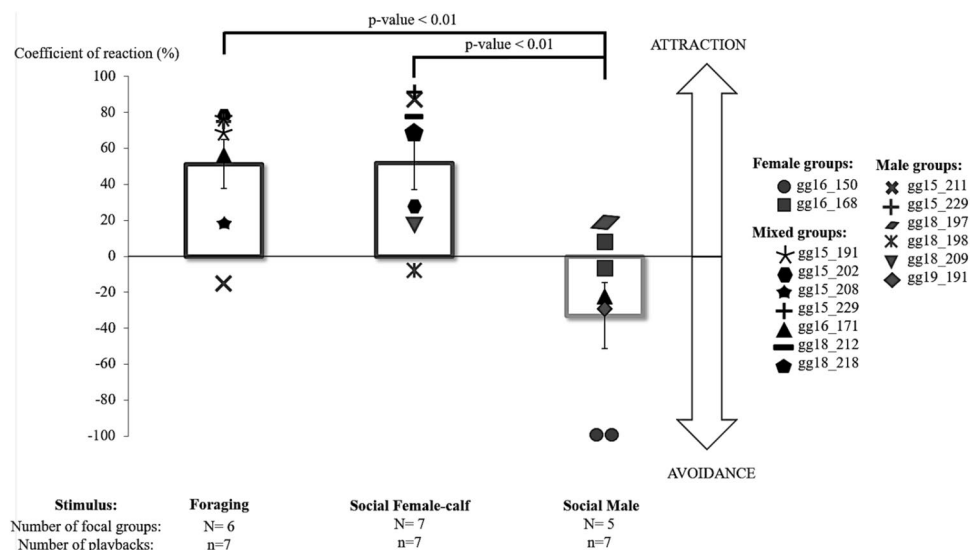 p-value < 0.01
Coefficient of reaction (%)
p-value < 0.01
ATTRACTION
100
80
60
40
20
0
-20
-40
-60
-80
-100
Female groups:
gg16_150
gg16_168
Mixed groups:
gg15_191
gg15_202
gg15_208
gg15_229
gg16_171
gg18_212
gg18_218
Male groups:
gg15_211
gg15_229
gg18_197
gg18_198
gg18_209
gg19_191
AVOIDANCE
Stimulus: Foraging Social Female-calf Social Male
Number of focal groups: N= 6 N= 7 N= 5
Number of playbacks: n=7 n=7 n=7